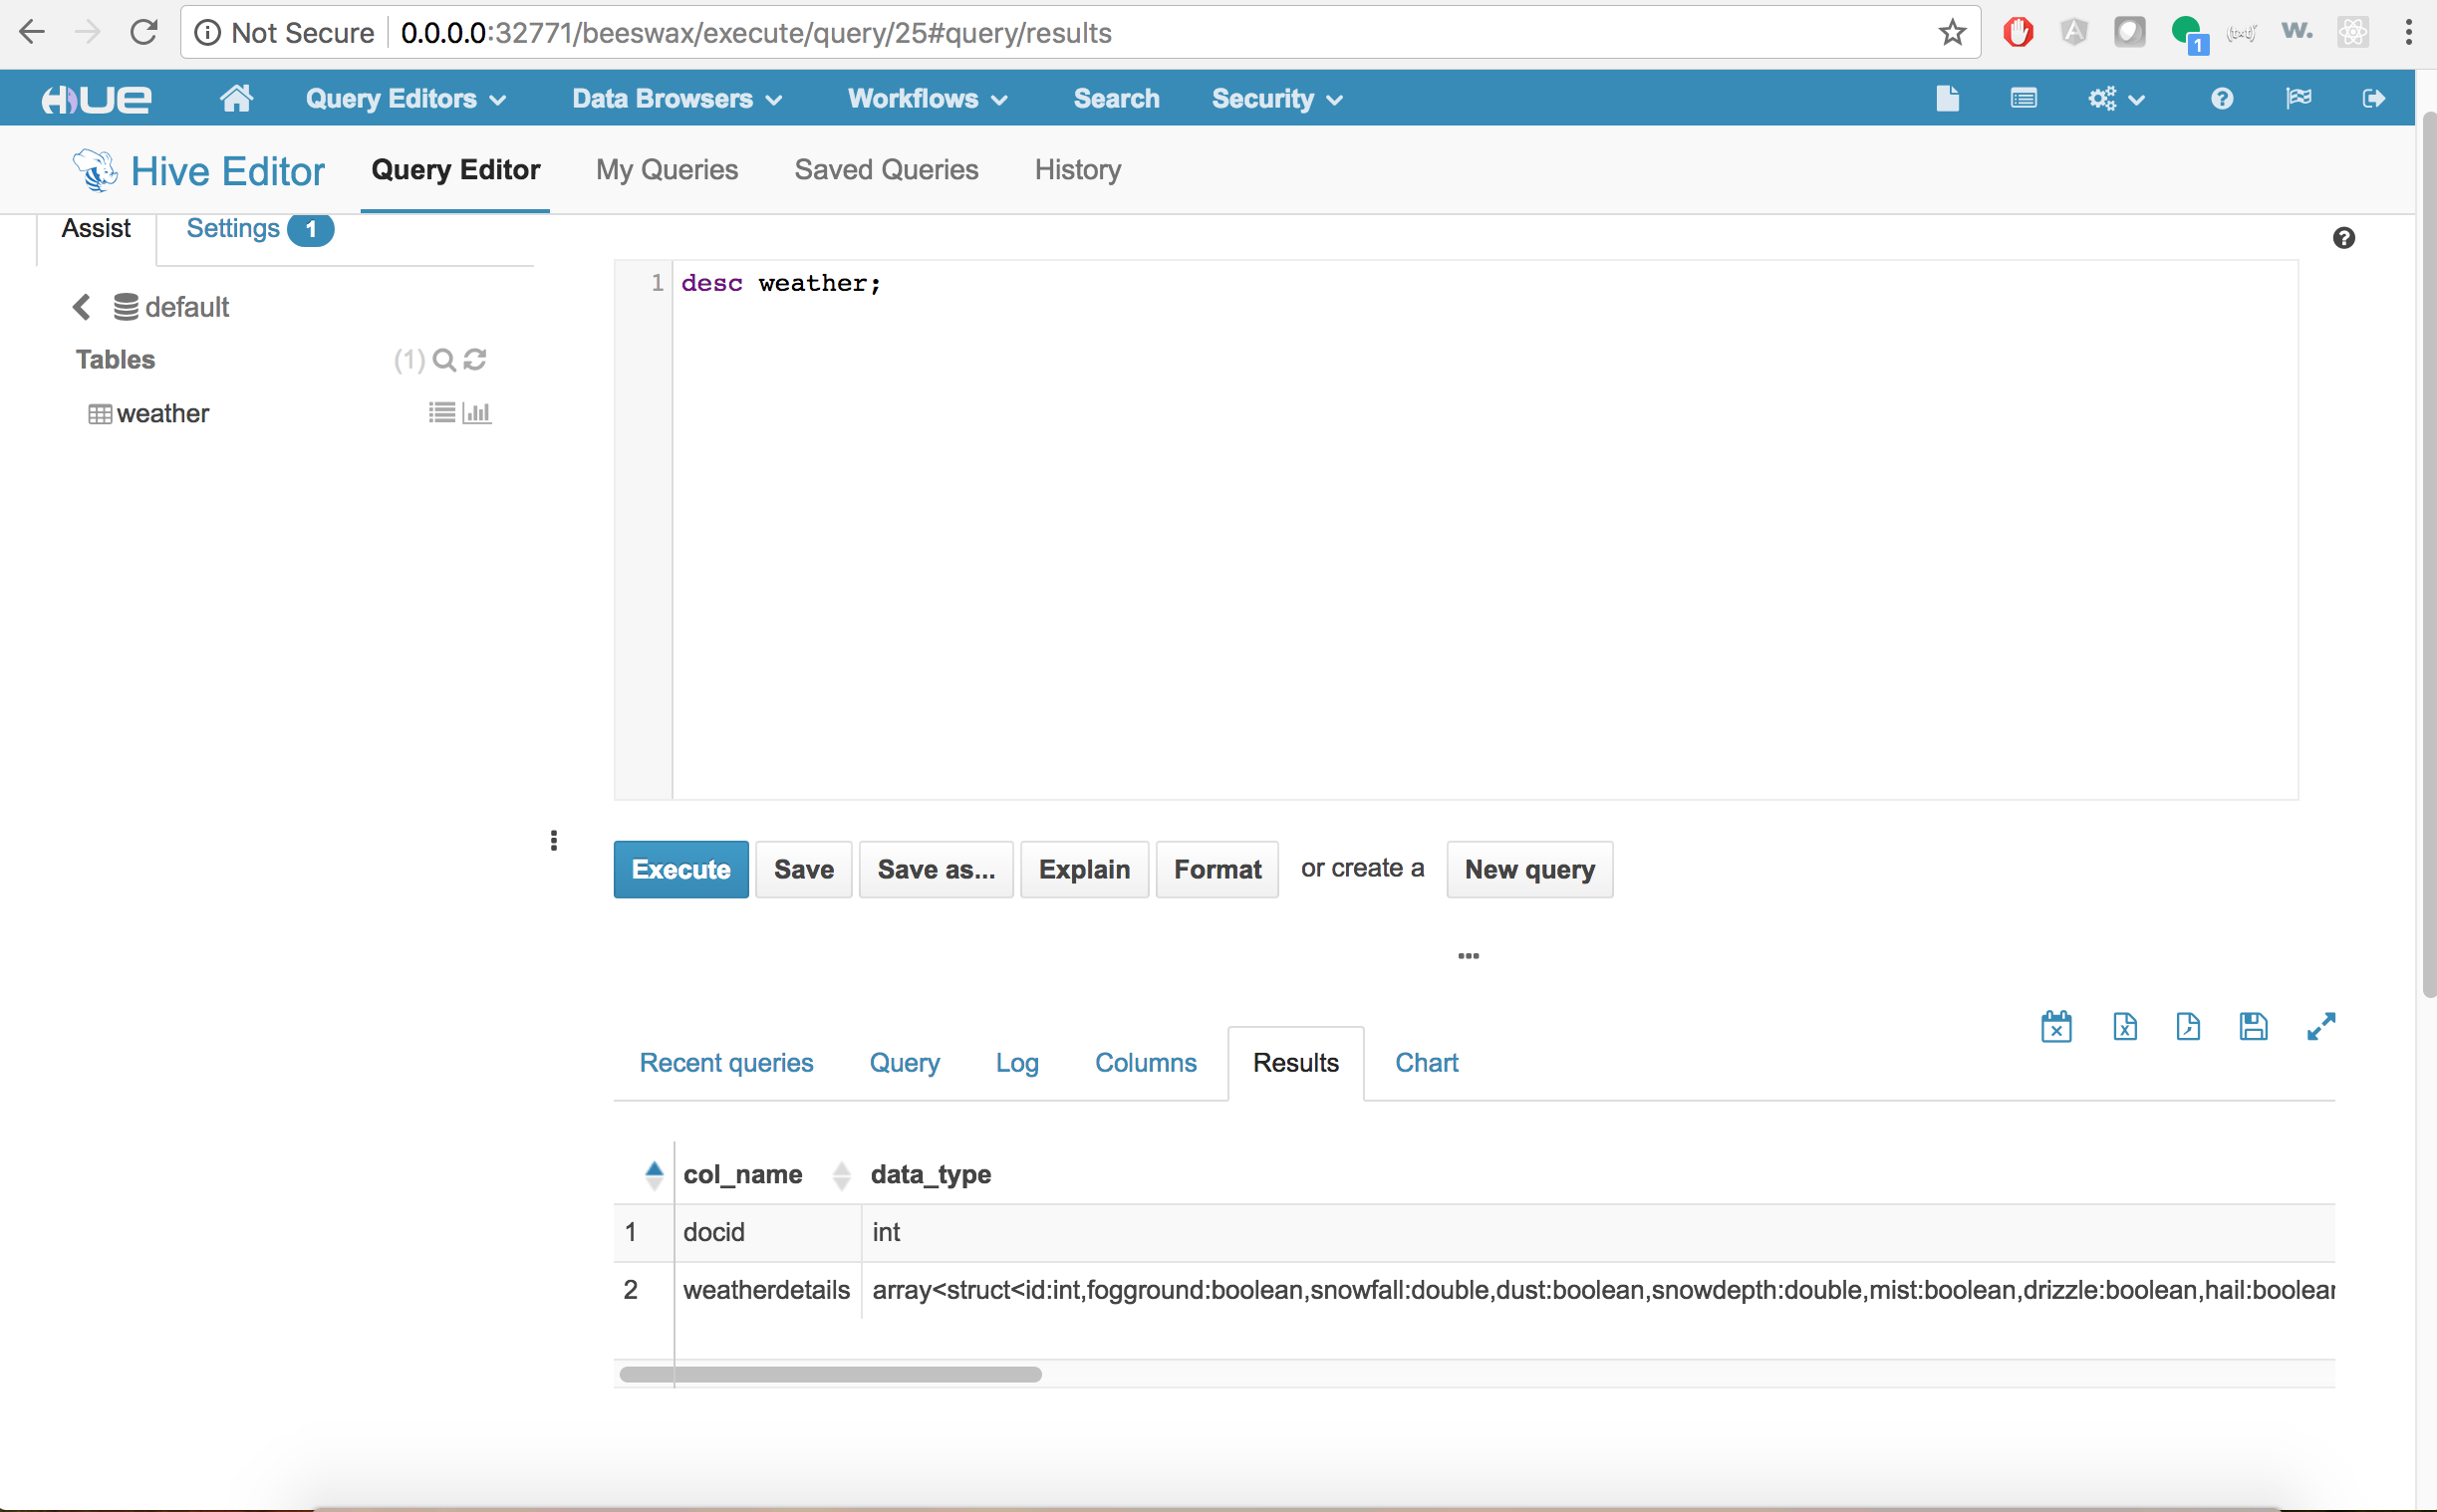 Not Secure 0.0.0.0:32771/beeswax/execute/query/25#query/results
W. 1
HUE Query Editors Data Browsers Workflows Search Security
Hive Editor Query Editor My Queries Saved Queries History
Assist Settings 1
1 desc weather;
default
Tables (1)
weather
Execute Save Save as... Explain Format or create a New query
Recent queries Query Log Columns Results Chart
col_name data_type
1 docid int
2 weatherdetails array<struct<id:int,fogground:boolean,snowfall:double,dust:boolean,snowdepth:double,mist:boolean,drizzle:boolean,hail:boolean